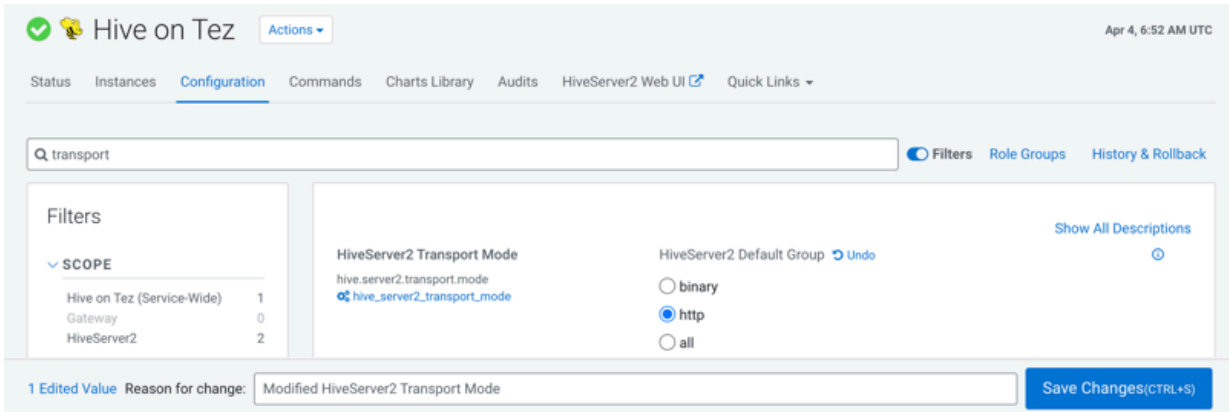 Hive on Tez Actions Apr 4, 6:52 AM UTC
Status Instances Configuration Commands Charts Library Audits HiveServer2 Web UI Quick Links
transport Filters Role Groups History & Rollback
Filters
Show All Descriptions
SCOPE
Hive on Tez (Service-Wide) 1
Gateway 0
HiveServer2 2
HiveServer2 Transport Mode
hive.server2.transport.mode
hive_server2_transport_mode
HiveServer2 Default Group Undo
binary
http
all
1 Edited Value Reason for change: Modified HiveServer2 Transport Mode Save Changes(CTRL+S)